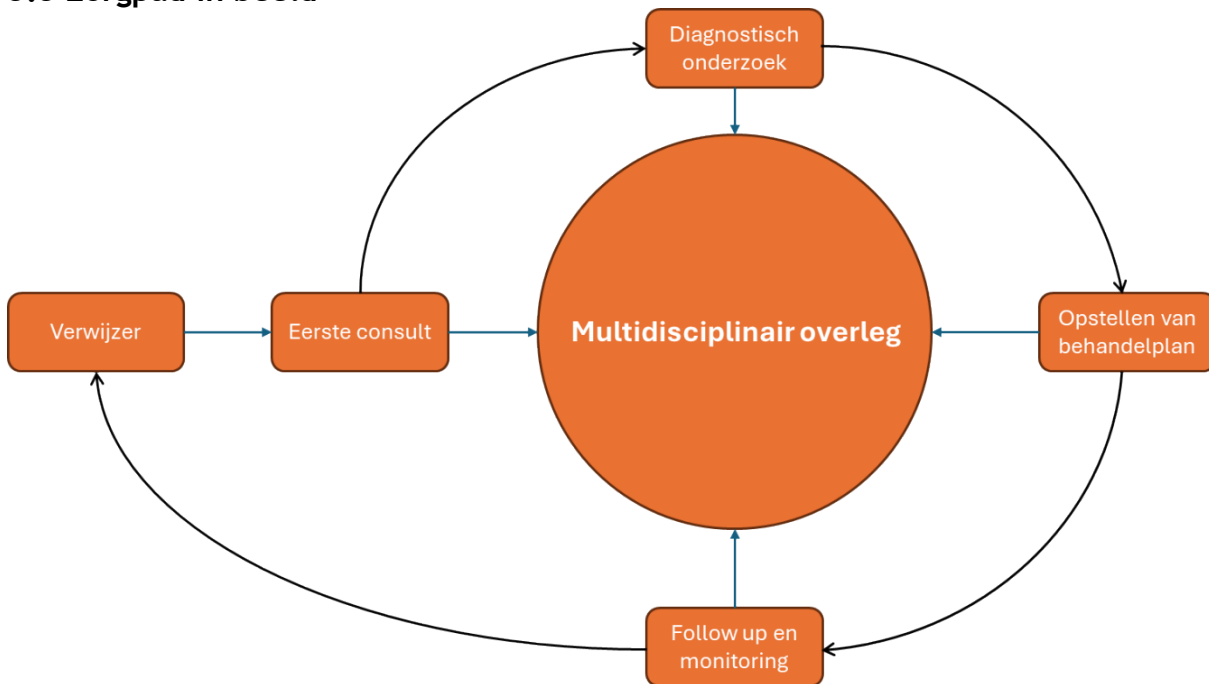 Diagnostisch
onderzoek
Verwijzer
Eerste consult
Multidisciplinair overleg
Opstellen van
behandelplan
Follow up en
monitoring